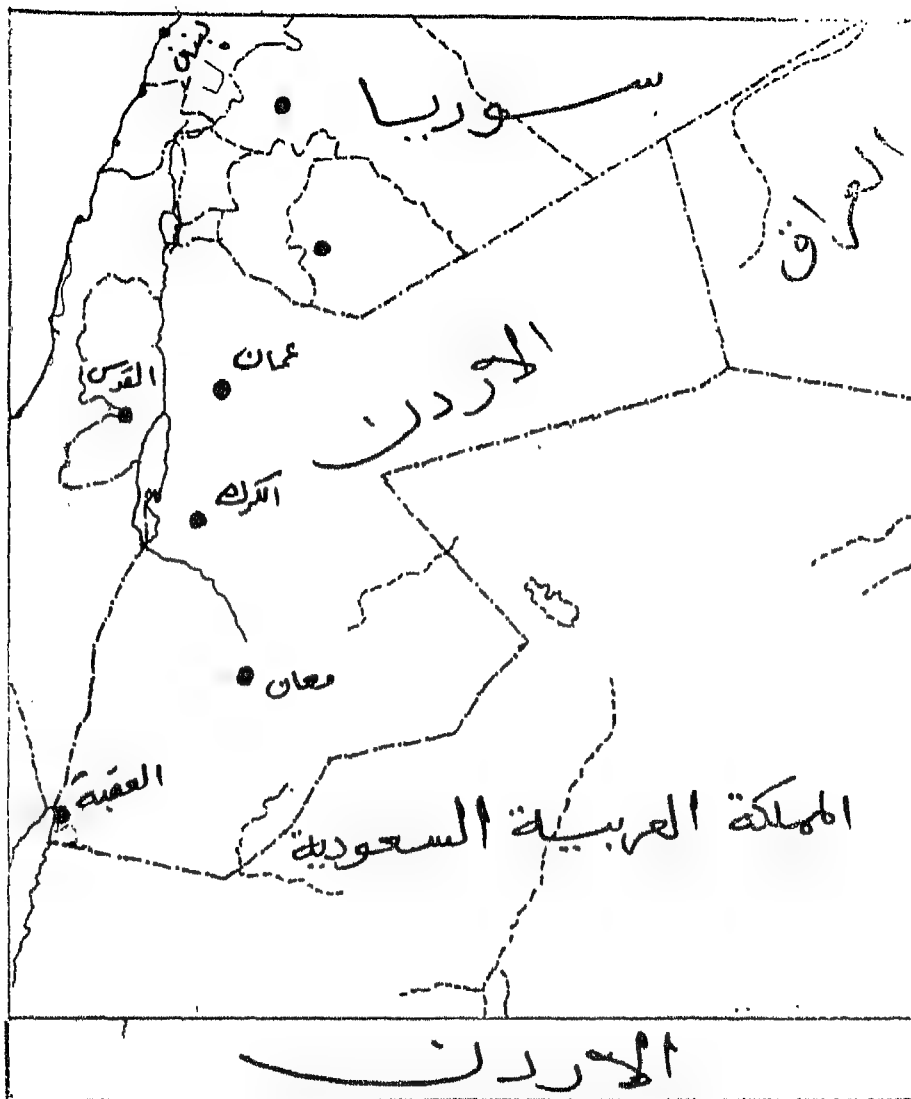 سوريا
العراق
عمان
الاردن
القدس
الكرك
معان
العقبة
المملكة العربية السعودية
الاردن